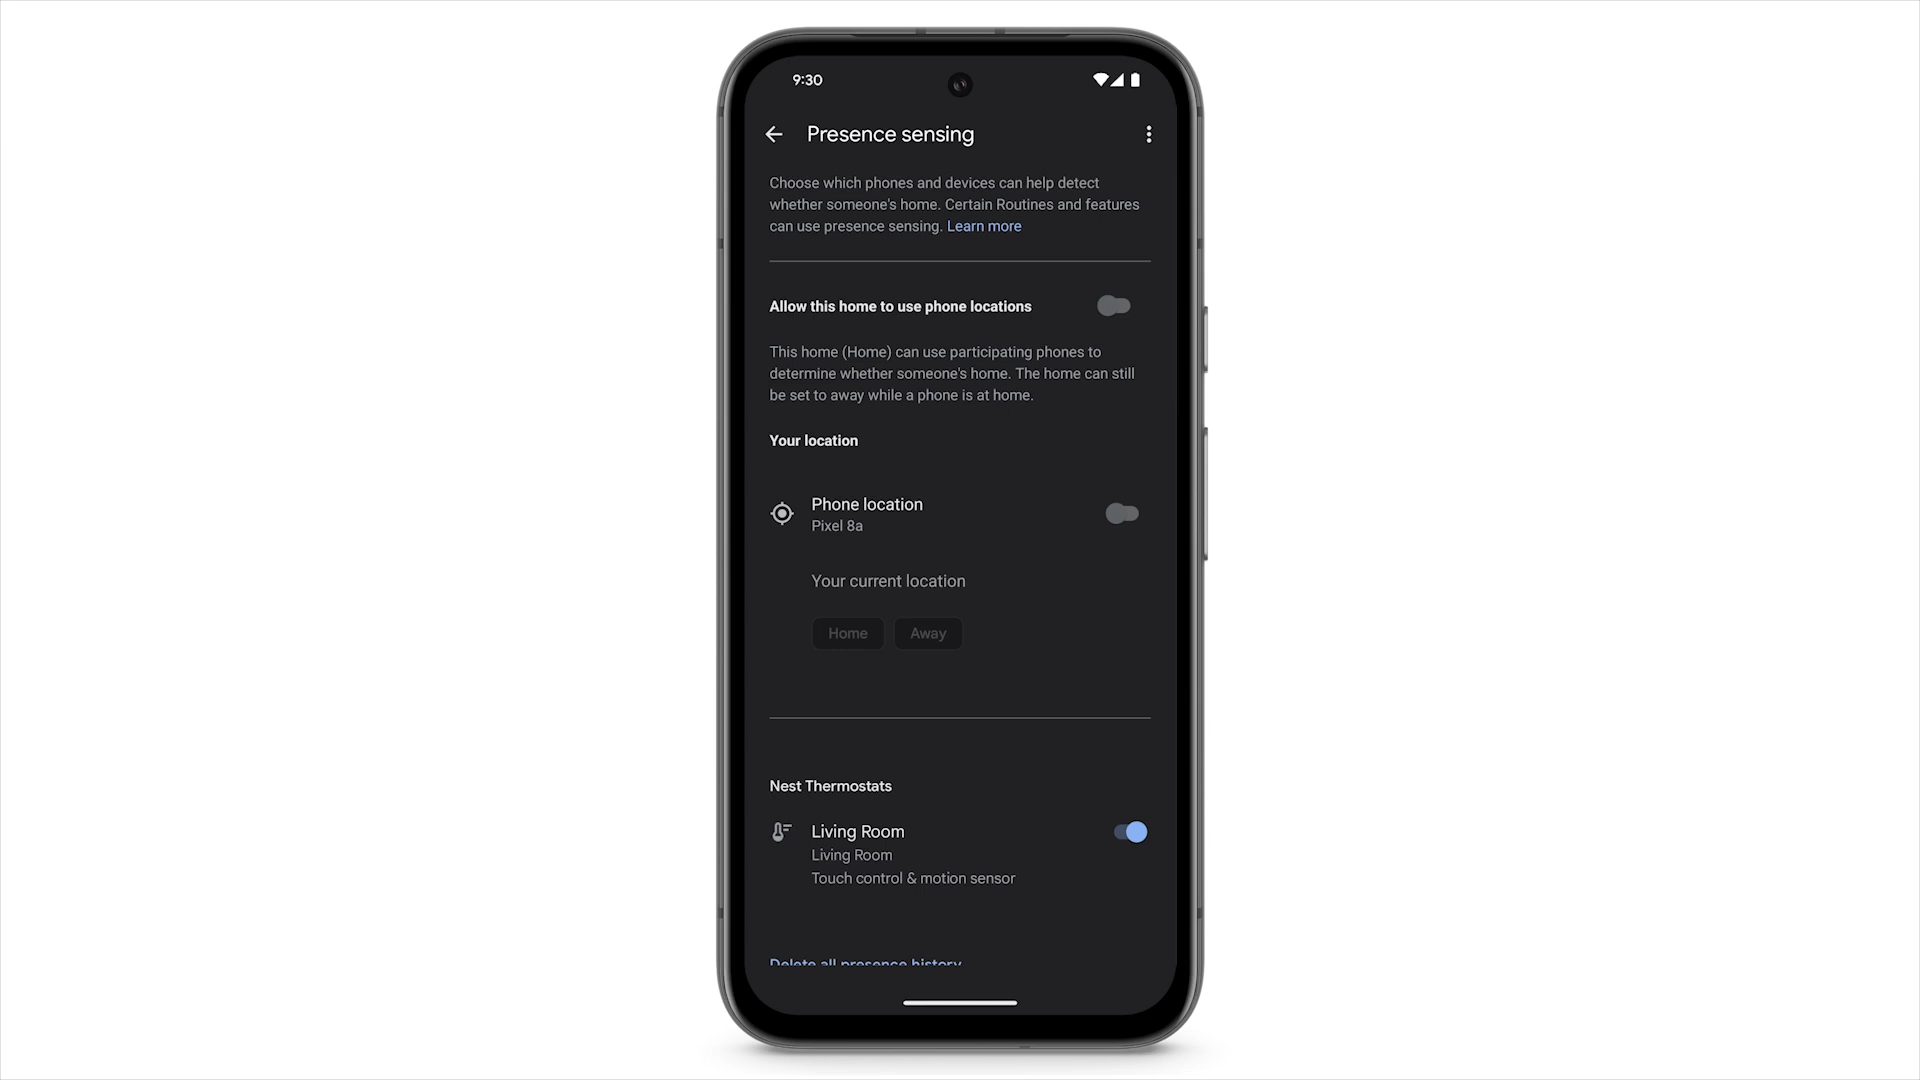 9:30
Presence sensing
Choose which phones and devices can help detect
whether someone's home. Certain Routines and features
can use presence sensing. Learn more
Allow this home to use phone locations
This home (Home) can use participating phones to
determine whether someone's home. The home can still
be set to away while a phone is at home.
Your location
Phone location
Pixel 8a
Your current location
Home Away
Nest Thermostats
Living Room
Living Room
Touch control & motion sensor
Delete all presence history